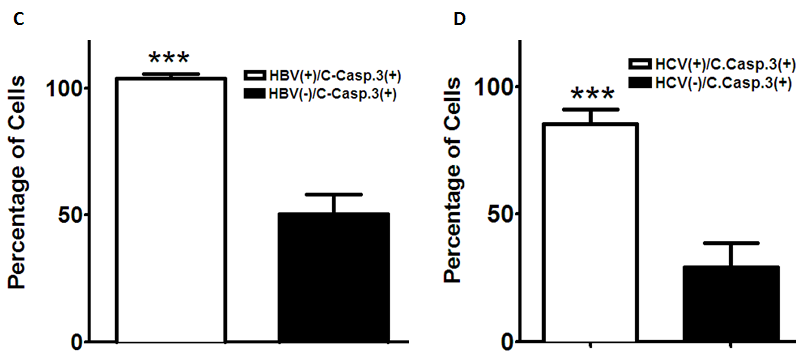 C
Percentage of Cells
100
50
0
***
HBV(+)/C-Casp.3(+)
HBV(-)/C-Casp.3(+)
D
Percentage of Cells
100
50
0
***
HCV(+)/C.Casp.3(+)
HCV(-)/C.Casp.3(+)